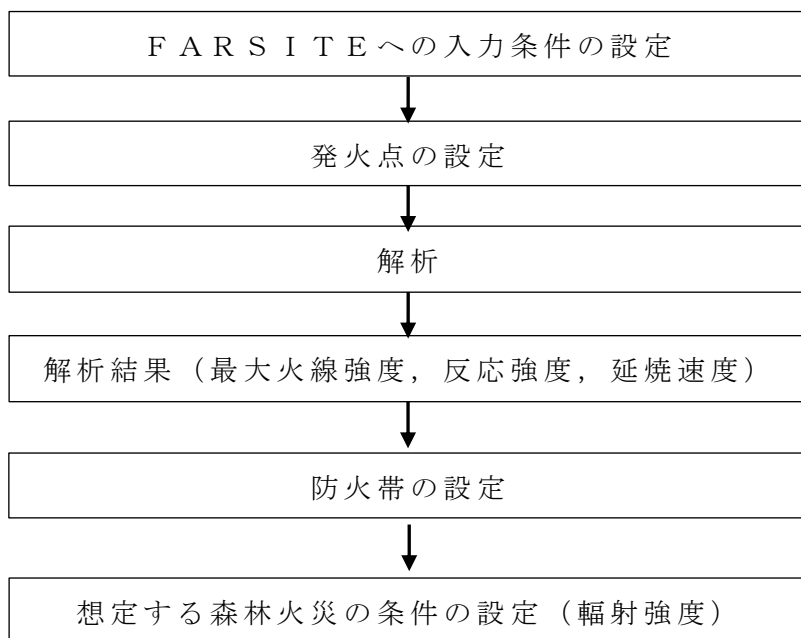 ＦＡＲＳＩＴＥへの入力条件の設定
発火点の設定
解析
解析結果（最大火線強度，反応強度，延焼速度）
防火帯の設定
想定する森林火災の条件の設定（輻射強度）